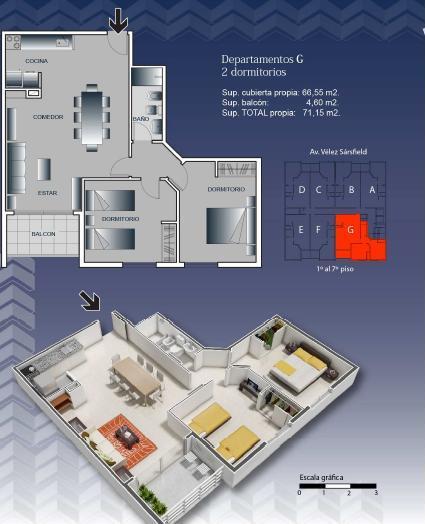 Departamentos G
2 dormitorios
Sup. cubierta propia: 66,55 m2.
Sup. balcón: 4,60 m2.
Sup. TOTAL propia: 71,15 m2.
COCINA
COMEDOR
BAÑO
ESTAR
DORMITORIO
DORMITORIO
BALCON
Av. Vélez Sársfield
D C B A
E F G
1º al 7º piso
Escala gráfica
0 1 2 3